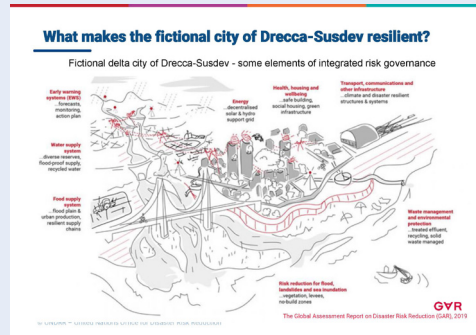 What makes the fictional city of Drecca-Susdev resilient?
Fictional delta city of Drecca-Susdev - some elements of integrated risk governance
Early warning
systems (EWS)
...forecasts,
monitoring,
action plan
Energy
...decentralised
solar & hydro
support grid
Health, housing and
wellbeing
...safe building,
social housing, green
infrastructure
Transport, communications and
other infrastructure
...climate and disaster resilient
structures & systems
Water supply
system
...diverse reserves,
flood-proof supply,
recycled water
Food supply
system
... flood plain &
urban production,
resilient supply
chains
Waste management
and environmental
protection
...treated effluent,
recycling, solid
waste managed
Risk reduction for flood,
landslides and sea inundation
...vegetation, levees,
no-build zones
GAR
The Global Assessment Report on Disaster Risk Reduction (GAR), 2019